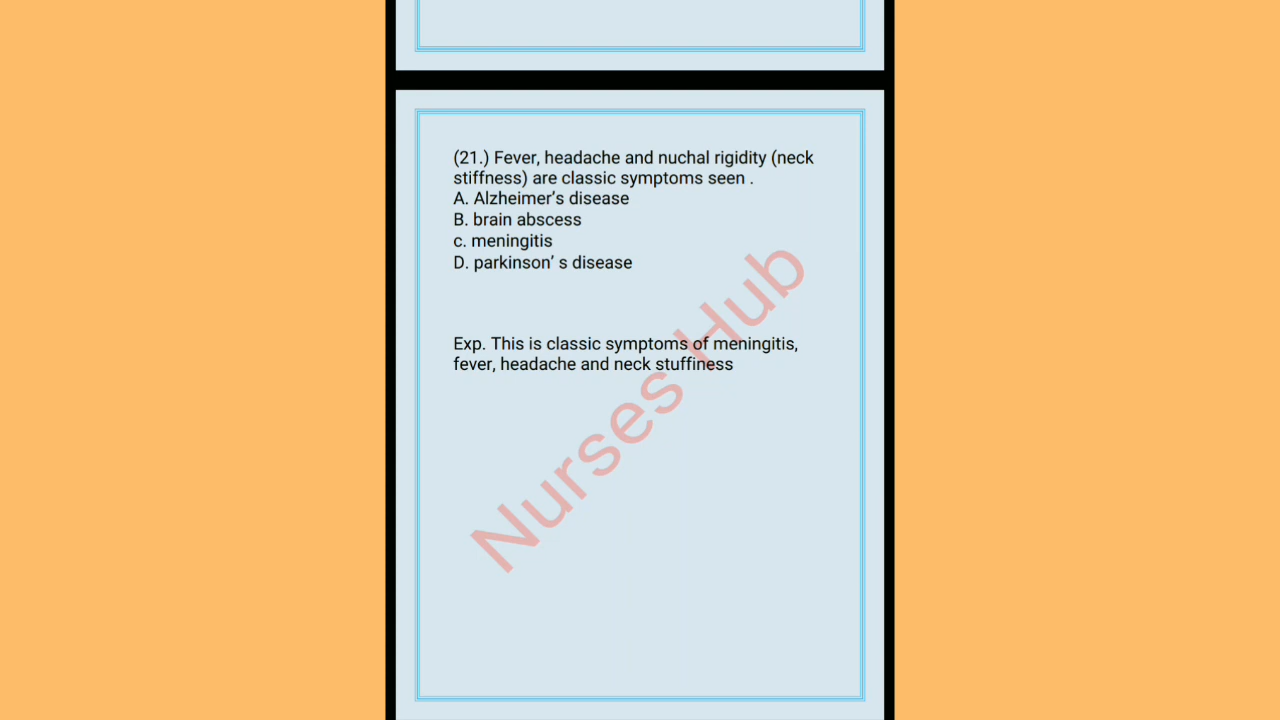 (21.) Fever, headache and nuchal rigidity (neck
stiffness) are classic symptoms seen .
A. Alzheimer’s disease
B. brain abscess
c. meningitis
D. parkinson’ s disease
Exp. This is classic symptoms of meningitis,
fever, headache and neck stuffiness
Nurses Hub